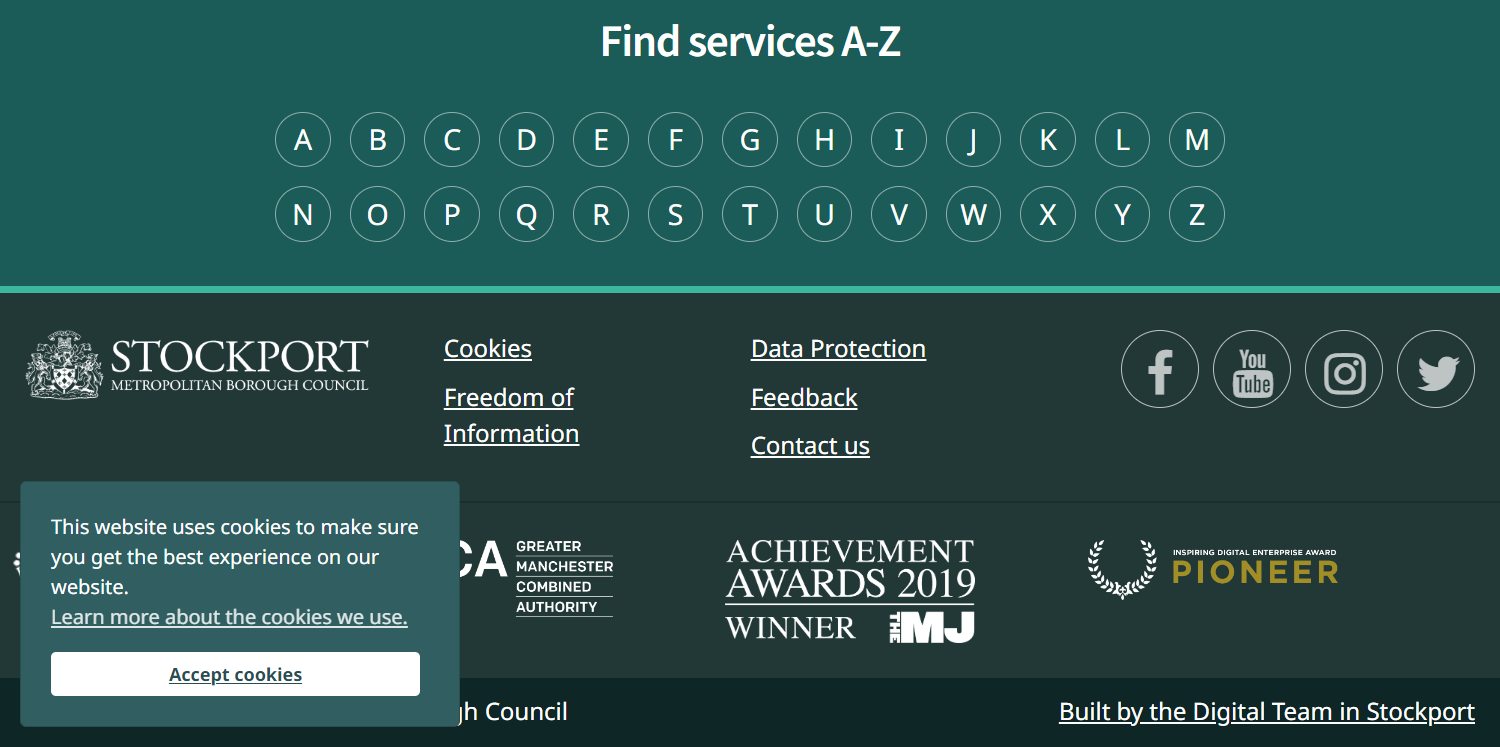 Find services A-Z
A B C D E F G H I J K L M
N O P Q R S T U V W X Y Z
STOCKPORT
METROPOLITAN BOROUGH COUNCIL
Cookies
Freedom of
Information
Data Protection
Feedback
Contact us
You
Tube
This website uses cookies to make sure
you get the best experience on our
website.
Learn more about the cookies we use.
Accept cookies
CA
GREATER
MANCHESTER
COMBINED
AUTHORITY
ACHIEVEMENT
AWARDS 2019
WINNER THE MJ
INSPIRING DIGITAL ENTERPRISE AWARD
PIONEER
Council
Built by the Digital Team in Stockport